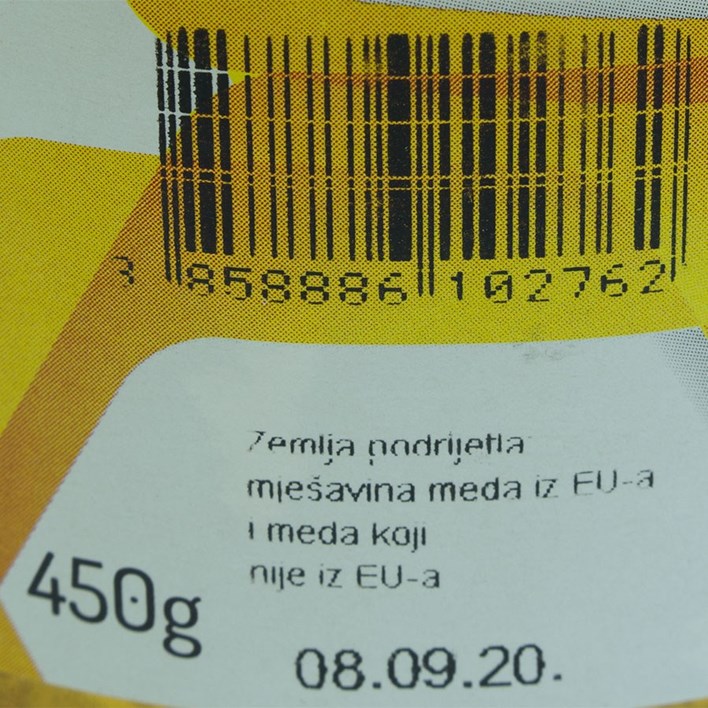 3 858886 102762
Zemlja podrijetla
mješavina meda iz EU-a
i meda koji
nije iz EU-a
450g
08.09.20.